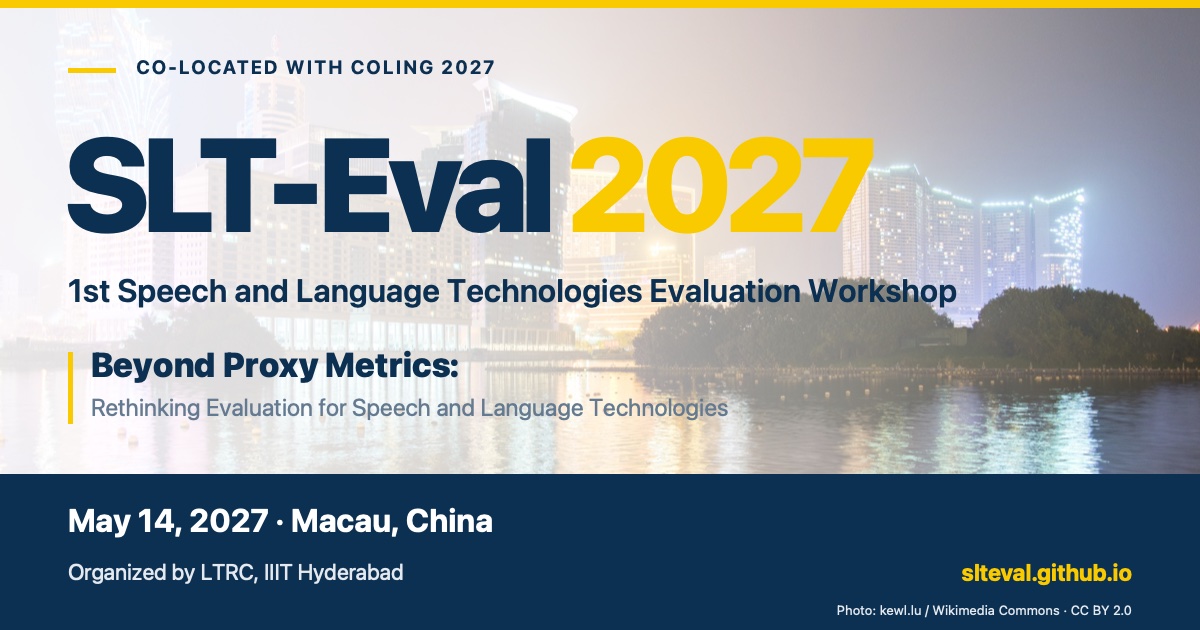 CO-LOCATED WITH COLING 2027
SLT-Eval 2027
1st Speech and Language Technologies Evaluation Workshop
Beyond Proxy Metrics:
Rethinking Evaluation for Speech and Language Technologies
May 14, 2027 · Macau, China
Organized by LTRC, IIIT Hyderabad
slteval.github.io
Photo: kewl.lu / Wikimedia Commons · CC BY 2.0